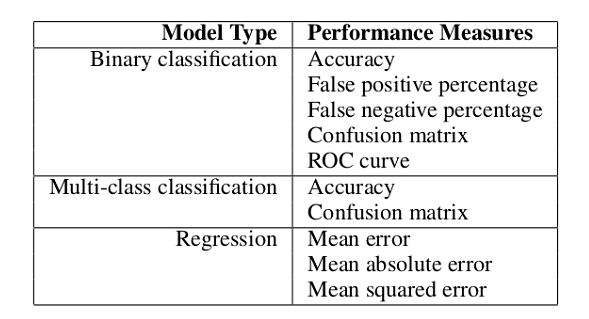 Model Type Performance Measures
Binary classification Accuracy
False positive percentage
False negative percentage
Confusion matrix
ROC curve
Multi-class classification Accuracy
Confusion matrix
Regression Mean error
Mean absolute error
Mean squared error